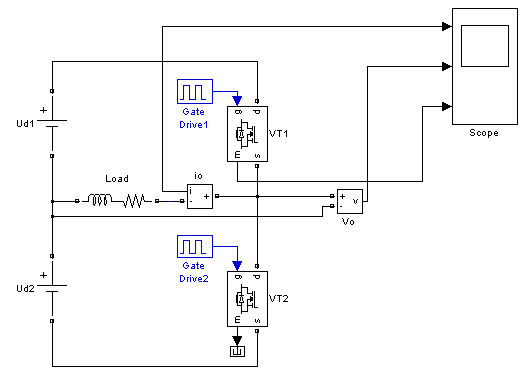 Scope
Gate
Drive1
g
d
m
s
VT1
+
Ud1
Load
io
i
-
+
+
-
v
Vo
Gate
Drive2
g
d
m
s
VT2
+
Ud2
E